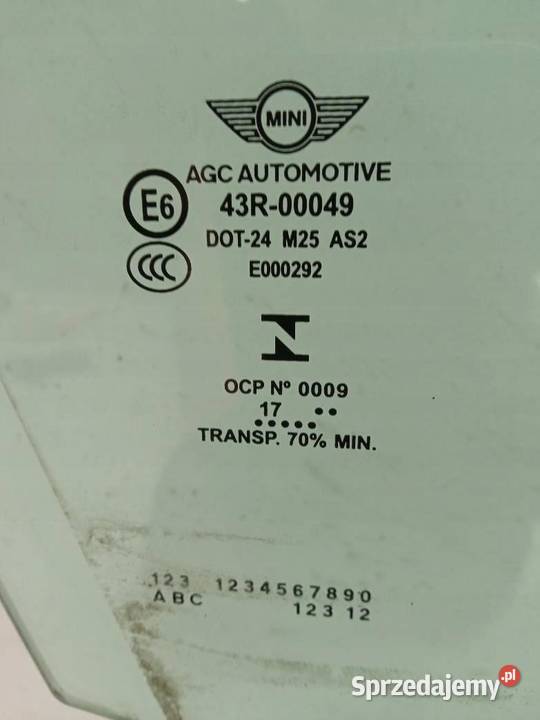 MINI
AGC AUTOMOTIVE
E6 43R-00049
DOT-24 M25 AS2
CCC E000292
OCP Nº 0009
17 ..
.....
TRANSP. 70% MIN.
123 1234567890
ABC 123 12
Sprzedajemy.pl